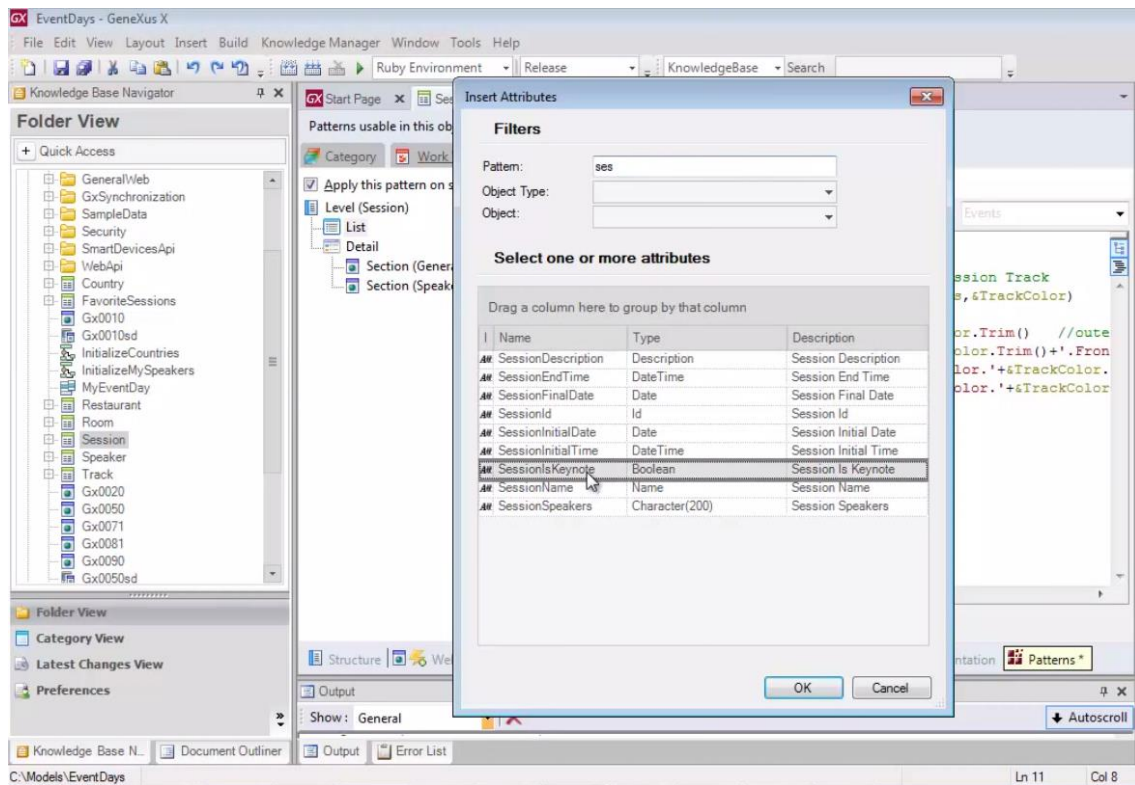 GX EventDays - GeneXus X
File Edit View Layout Insert Build Knowledge Manager Window Tools Help
Ruby Environment Release KnowledgeBase Search
Knowledge Base Navigator
Folder View
+ Quick Access
GeneralWeb
GxSynchronization
SampleData
Security
SmartDevicesApi
WebApi
Country
FavoriteSessions
Gx0010
Gx0010sd
InitializeCountries
InitializeMySpeakers
MyEventDay
Restaurant
Room
Session
Speaker
Track
Gx0020
Gx0050
Gx0071
Gx0081
Gx0090
Gx0050sd
Folder View
Category View
Latest Changes View
Preferences
Knowledge Base N... Document Outliner
GX Start Page Ses
Patterns usable in this ob
Category Work
Apply this pattern on s
Level (Session)
List
Detail
Section (Genera
Section (Speake
Structure We
Insert Attributes
Filters
Pattern: ses
Object Type:
Object:
Select one or more attributes
Drag a column here to group by that column
I Name Type Description
SessionDescription Description Session Description
SessionEndTime DateTime Session End Time
SessionFinalDate Date Session Final Date
SessionId Id Session Id
SessionInitialDate Date Session Initial Date
SessionInitialTime DateTime Session Initial Time
SessionIsKeynote Boolean Session Is Keynote
SessionName Name Session Name
SessionSpeakers Character(200) Session Speakers
OK Cancel
Events
ssion Track
s,&TrackColor)
or.Trim() //oute
olor.Trim()+'.Fron
lor.'+&TrackColor.
olor.'+&TrackColor
ntation Patterns *
Output
Show: General
Autoscroll
Output Error List
C:\Models\EventDays Ln 11 Col 8